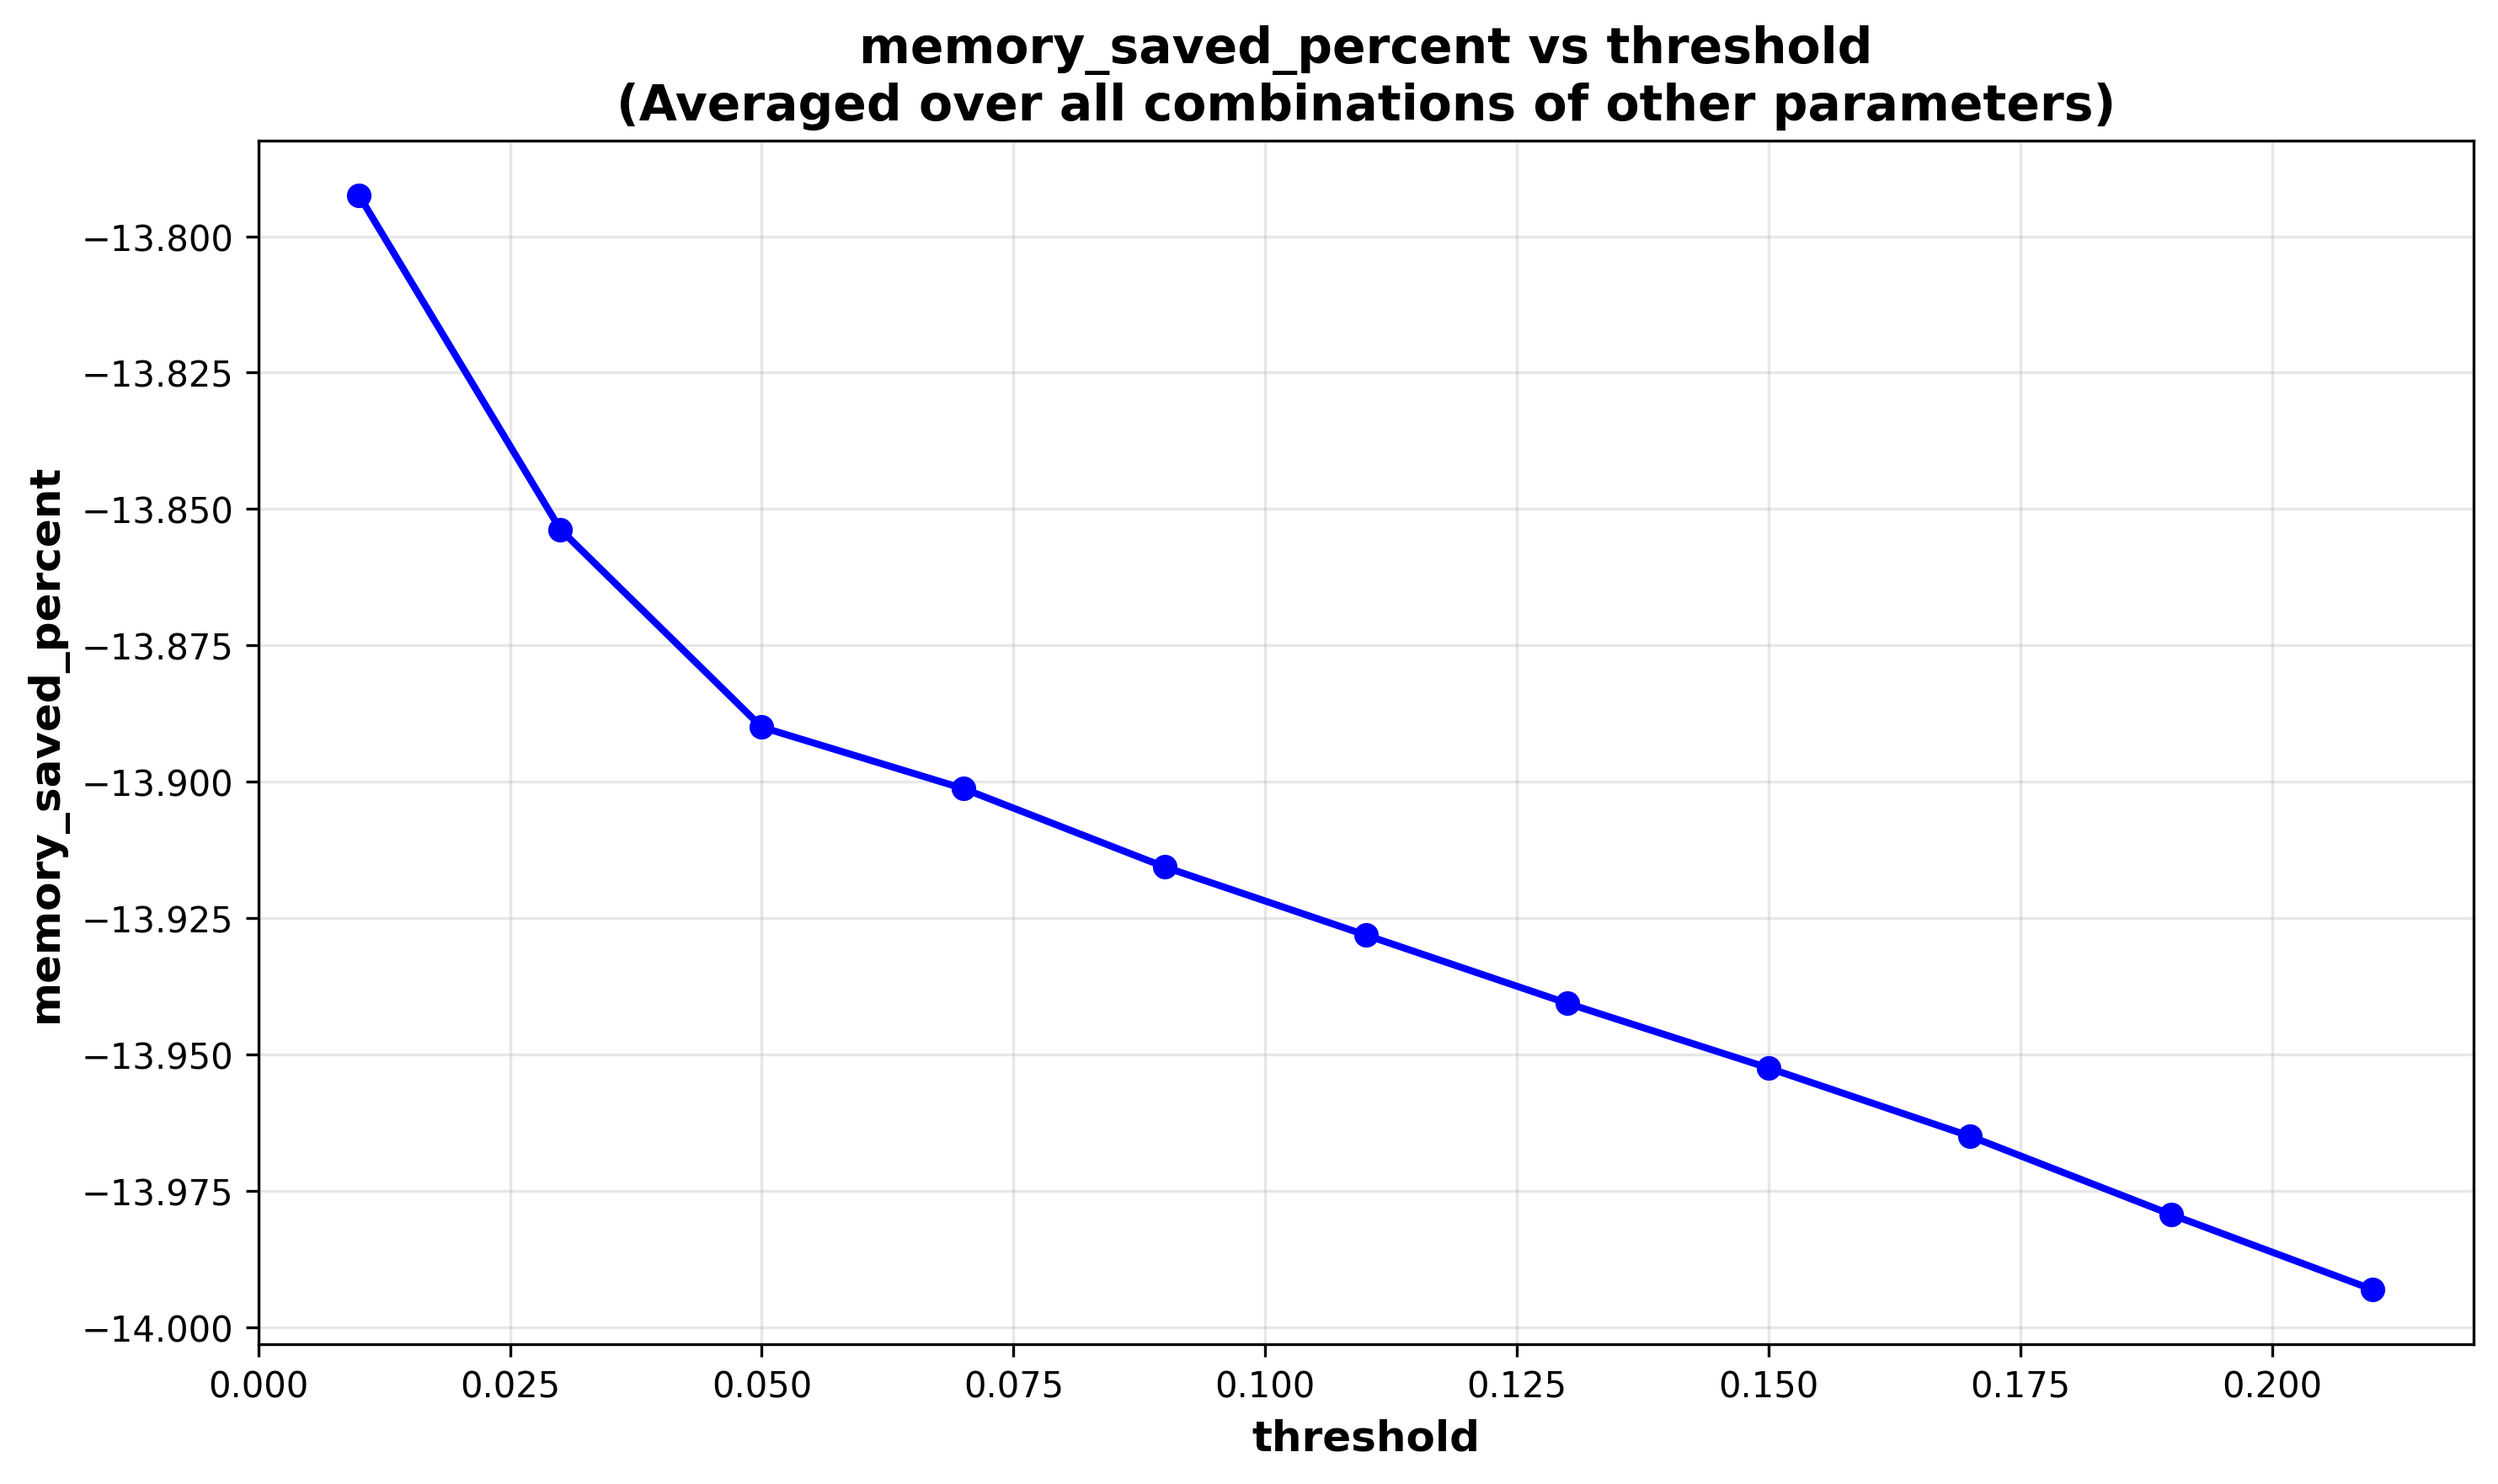 memory_saved_percent vs threshold
(Averaged over all combinations of other parameters)
memory_saved_percent
−13.800
−13.825
−13.850
−13.875
−13.900
−13.925
−13.950
−13.975
−14.000
0.000 0.025 0.050 0.075 0.100 0.125 0.150 0.175 0.200
threshold